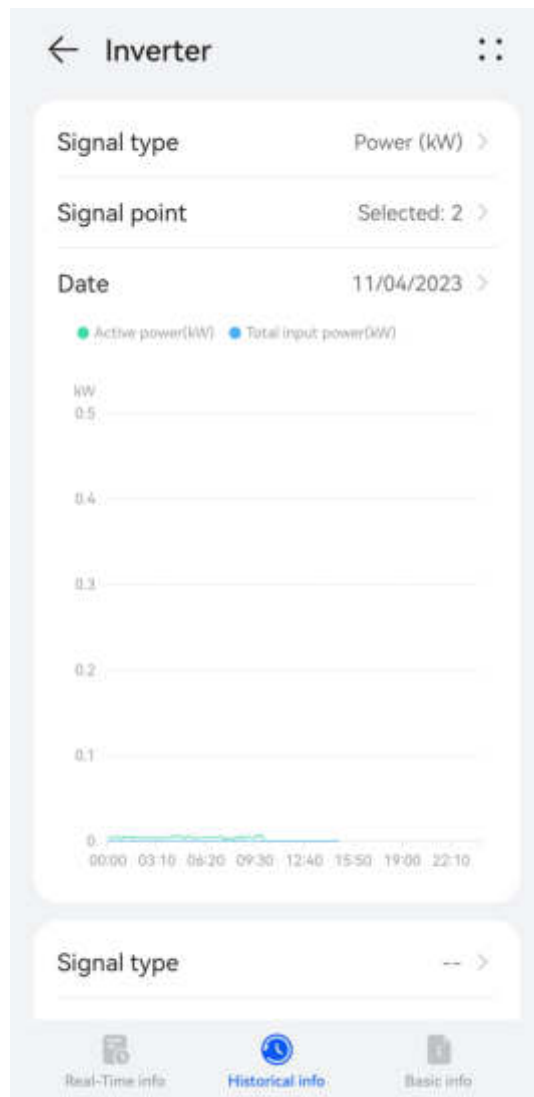 Inverter
Signal type Power (kW)
Signal point Selected: 2
Date 11/04/2023
Active power(kW) Total input power(kW)
kW
0.5
0.4
0.3
0.2
0.1
0
00:00 03:10 06:20 09:30 12:40 15:50 19:00 22:10
Signal type --
Real-Time info Historical info Basic info